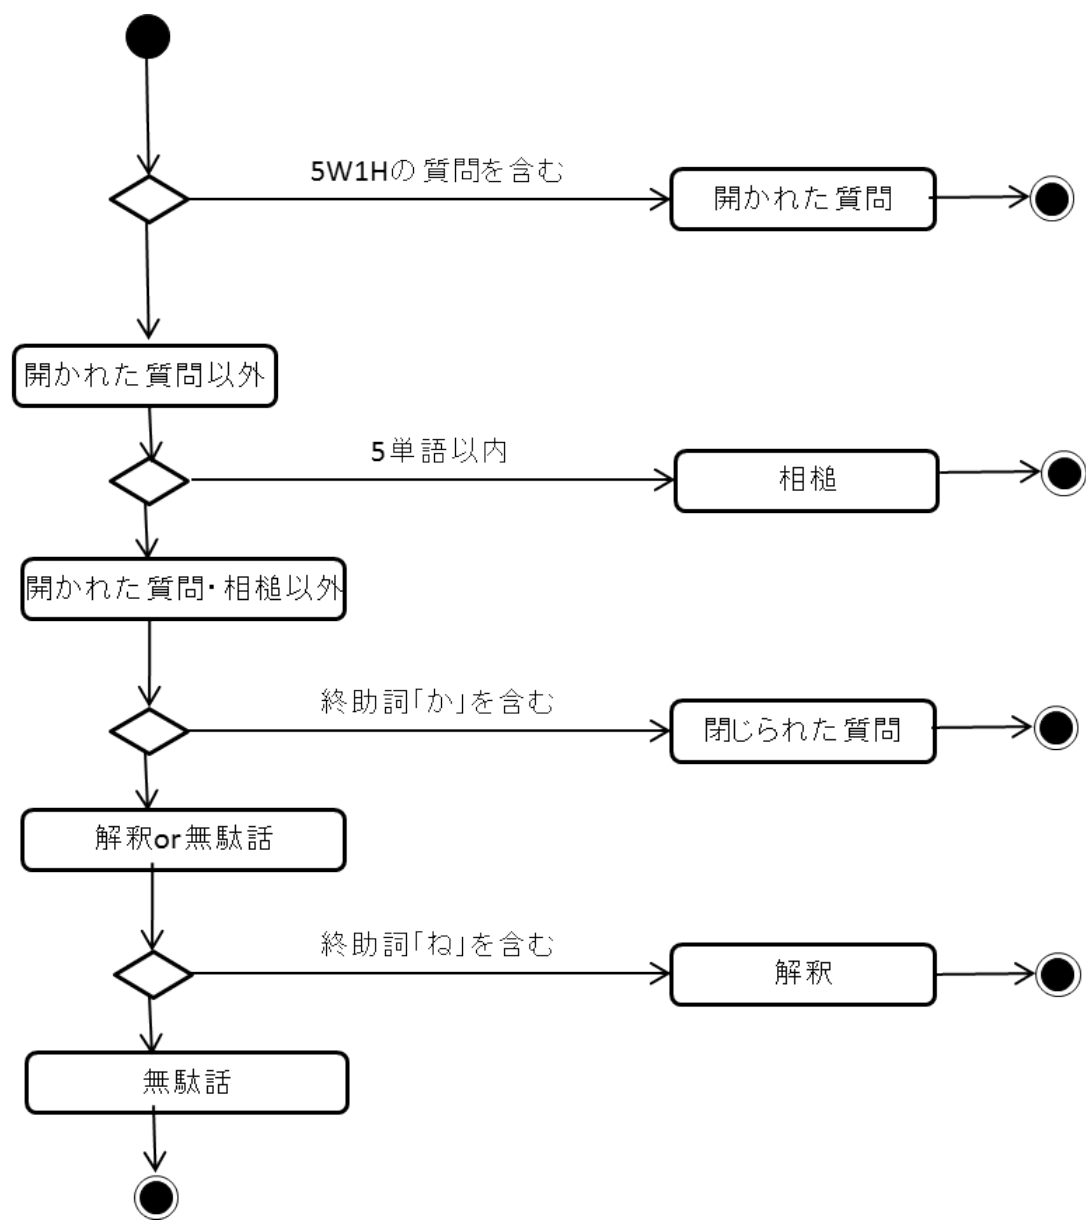 5W1Hの質問を含む
開かれた質問
開かれた質問以外
5単語以内
相槌
開かれた質問・相槌以外
終助詞「か」を含む
閉じられた質問
解釈or無駄話
終助詞「ね」を含む
解釈
無駄話